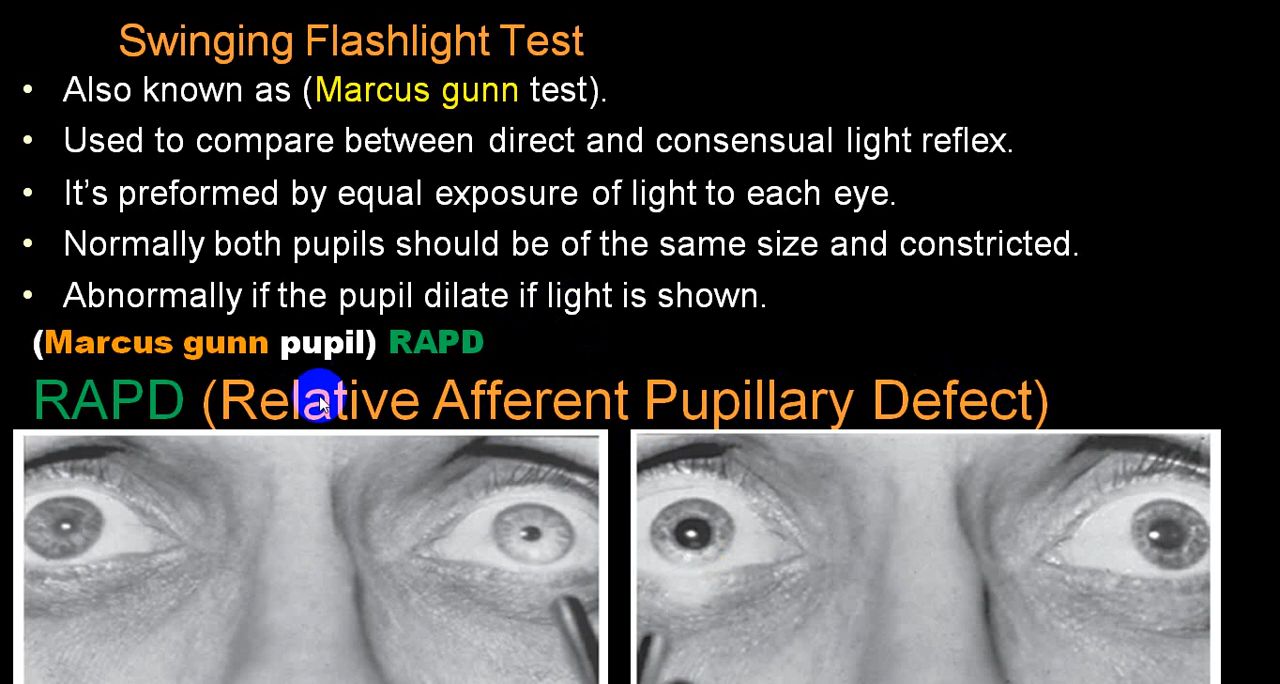 Swinging Flashlight Test
• Also known as (Marcus gunn test).
• Used to compare between direct and consensual light reflex.
• It's preformed by equal exposure of light to each eye.
• Normally both pupils should be of the same size and constricted.
• Abnormally if the pupil dilate if light is shown.
(Marcus gunn pupil) RAPD
RAPD (Relative Afferent Pupillary Defect)